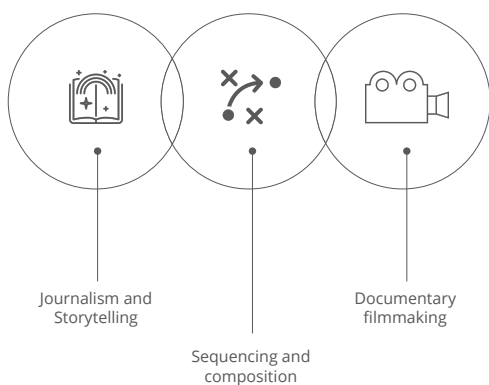 Journalism and
Storytelling
Sequencing and
composition
Documentary
filmmaking